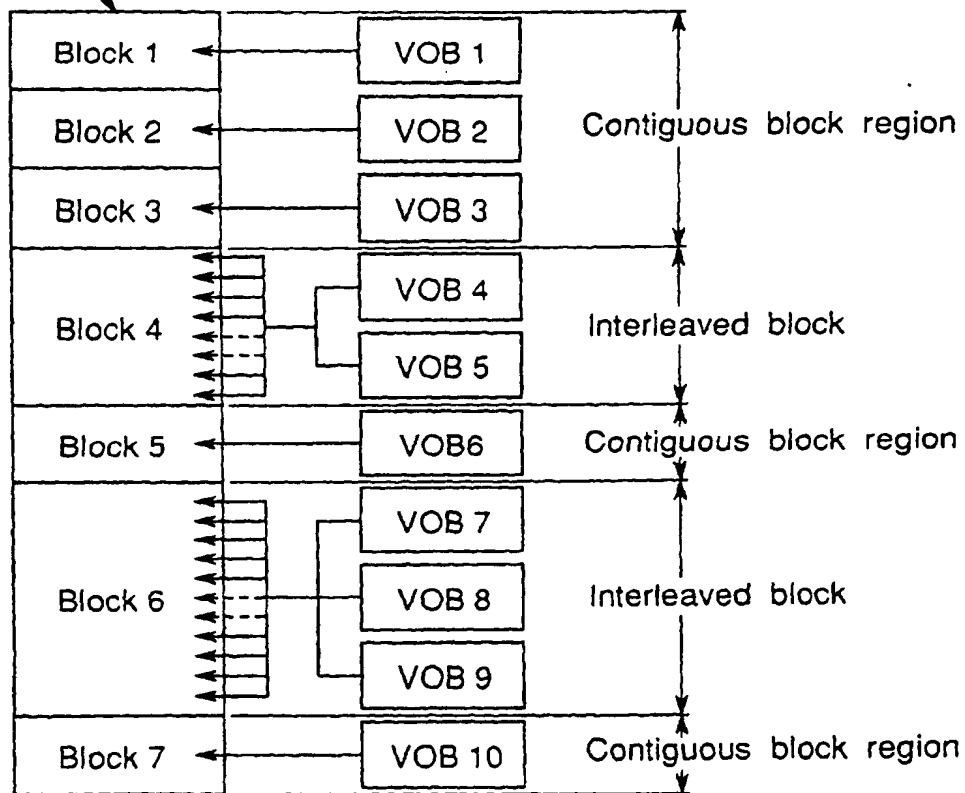 Block 1 VOB 1
Block 2 VOB 2 Contiguous block region
Block 3 VOB 3
VOB 4
Block 4 Interleaved block
VOB 5
Block 5 VOB6 Contiguous block region
VOB 7
Block 6 VOB 8 Interleaved block
VOB 9
Block 7 VOB 10 Contiguous block region